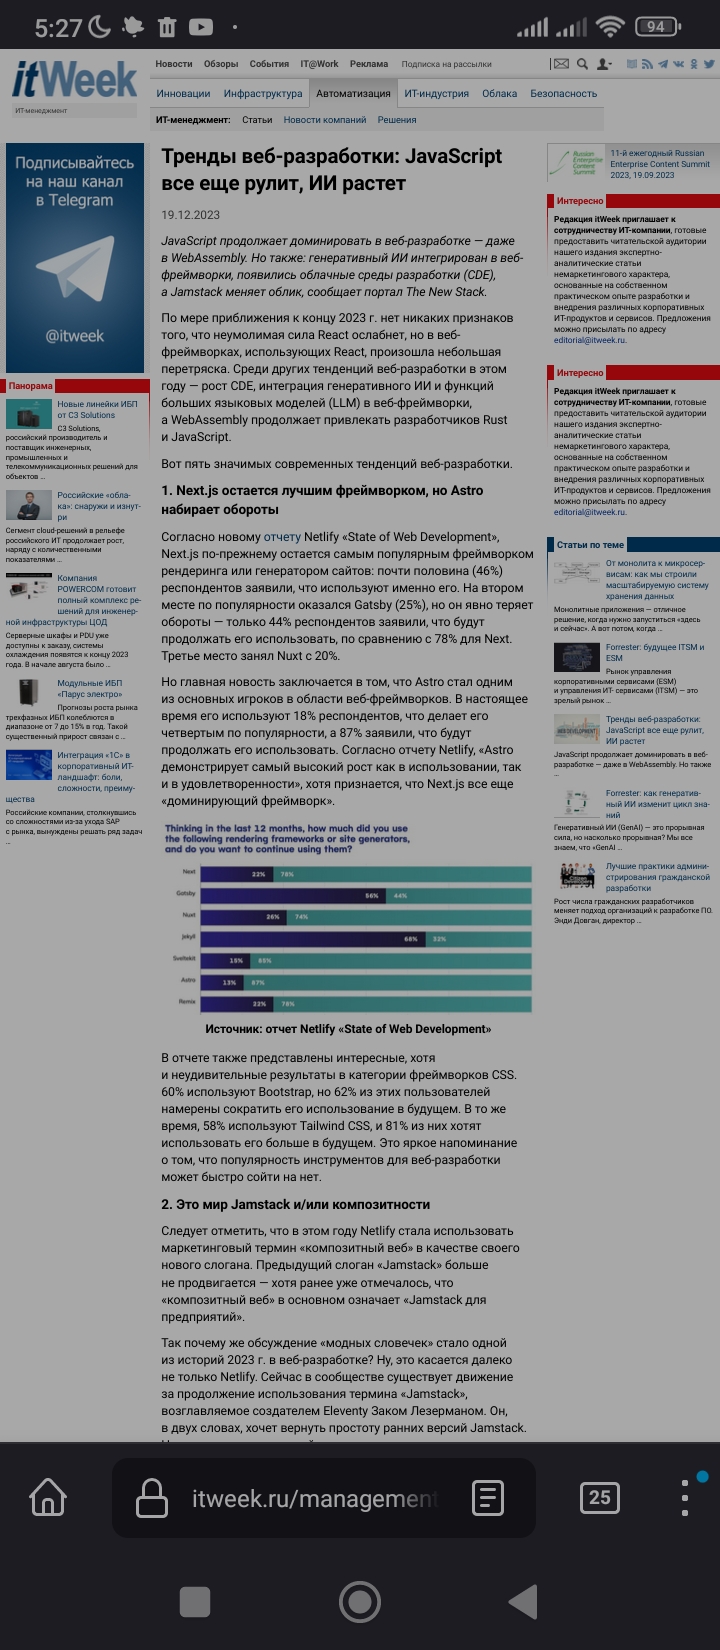 5:27
94
itWeek
ИТ-менеджмент
Новости Обзоры События IT@Work Реклама Подписка на рассылки
Инновации Инфраструктура Автоматизация ИТ-индустрия Облака Безопасность
ИТ-менеджмент: Статьи Новости компаний Решения
Подписывайтесь
на наш канал
в Telegram
@itweek
Панорама
Новые линейки ИБП
от C3 Solutions
C3 Solutions,
российский производитель и
поставщик инженерных,
промышленных и
телекоммуникационных решений для
объектов ...
Российские «обла-
ка»: снаружи и изнут-
ри
Сегмент cloud-решений в рельефе
российского ИТ продолжает рост,
наряду с количественными
показателями ...
Компания
POWERCOM готовит
полный комплекс ре-
шений для инженер-
ной инфраструктуры ЦОД
Серверные шкафы и PDU уже
доступны к заказу, системы
охлаждения появятся к концу 2023
года. В начале августа было ...
Модульные ИБП
«Парус электро»
Прогнозы роста рынка
трехфазных ИБП колеблются в
диапазоне от 7 до 15% в год. Такой
существенный прирост связан с ...
Интеграция «1С» в
корпоративный ИТ-
ландшафт: боли,
сложности, преиму-
щества
Российские компании, столкнувшись
со сложностями из-за ухода SAP
с рынка, вынуждены решать ряд задач
...
Тренды веб-разработки: JavaScript
все еще рулит, ИИ растет
19.12.2023
JavaScript продолжает доминировать в веб-разработке — даже
в WebAssembly. Но также: генеративный ИИ интегрирован в веб-
фреймворки, появились облачные среды разработки (CDE),
а Jamstack меняет облик, сообщает портал The New Stack.
По мере приближения к концу 2023 г. нет никаких признаков
того, что неумолимая сила React ослабнет, но в веб-
фреймворках, использующих React, произошла небольшая
перетряска. Среди других тенденций веб-разработки в этом
году — рост CDE, интеграция генеративного ИИ и функций
больших языковых моделей (LLM) в веб-фреймворки,
а WebAssembly продолжает привлекать разработчиков Rust
и JavaScript.
Вот пять значимых современных тенденций веб-разработки.
1. Next.js остается лучшим фреймворком, но Astro
набирает обороты
Согласно новому отчету Netlify «State of Web Development»,
Next.js по-прежнему остается самым популярным фреймворком
рендеринга или генератором сайтов: почти половина (46%)
респондентов заявили, что используют именно его. На втором
месте по популярности оказался Gatsby (25%), но он явно теряет
обороты — только 44% респондентов заявили, что будут
продолжать его использовать, по сравнению с 78% для Next.
Третье место занял Nuxt с 20%.
Но главная новость заключается в том, что Astro стал одним
из основных игроков в области веб-фреймворков. В настоящее
время его используют 18% респондентов, что делает его
четвертым по популярности, а 87% заявили, что будут
продолжать его использовать. Согласно отчету Netlify, «Astro
демонстрирует самый высокий рост как в использовании, так
и в удовлетворенности», хотя признается, что Next.js все еще
«доминирующий фреймворк».
Thinking in the last 12 months, how much did you use
the following rendering frameworks or site generators,
and do you want to continue using them?
Next 22% 78%
Gatsby 56% 44%
Nuxt 26% 74%
Jekyll 68% 32%
Sveltekit 15% 85%
Astro 13% 87%
Remix 22% 78%
Источник: отчет Netlify «State of Web Development»
В отчете также представлены интересные, хотя
и неудивительные результаты в категории фреймворков CSS.
60% используют Bootstrap, но 62% из этих пользователей
намерены сократить его использование в будущем. В то же
время, 58% используют Tailwind CSS, и 81% из них хотят
использовать его больше в будущем. Это яркое напоминание
о том, что популярность инструментов для веб-разработки
может быстро сойти на нет.
2. Это мир Jamstack и/или композитности
Следует отметить, что в этом году Netlify стала использовать
маркетинговый термин «композитный веб» в качестве своего
нового слогана. Предыдущий слоган «Jamstack» больше
не продвигается — хотя ранее уже отмечалось, что
«композитный веб» в основном означает «Jamstack для
предприятий».
Так почему же обсуждение «модных словечек» стало одной
из историй 2023 г. в веб-разработке? Ну, это касается далеко
не только Netlify. Сейчас в сообществе существует движение
за продолжение использования термина «Jamstack»,
возглавляемое создателем Eleventy Заком Лезерманом. Он,
в двух словах, хочет вернуть простоту ранних версий Jamstack.
Russian
Enterprise
Content
Summit
11-й ежегодный Russian
Enterprise Content Summit
2023, 19.09.2023
Интересно
Редакция itWeek приглашает к
сотрудничеству ИТ-компании, готовые
предоставить читательской аудитории
нашего издания экспертно-
аналитические статьи
немаркетингового характера,
основанные на собственном
практическом опыте разработки и
внедрения различных корпоративных
ИТ-продуктов и сервисов. Предложения
можно присылать по адресу
editorial@itweek.ru.
Интересно
Редакция itWeek приглашает к
сотрудничеству ИТ-компании, готовые
предоставить читательской аудитории
нашего издания экспертно-
аналитические статьи
немаркетингового характера,
основанные на собственном
практическом опыте разработки и
внедрения различных корпоративных
ИТ-продуктов и сервисов. Предложения
можно присылать по адресу
editorial@itweek.ru.
Статьи по теме
От монолита к микросер-
висам: как мы строили
масштабируемую систему
хранения данных
Монолитные приложения — отличное
решение, когда нужно запуститься «здесь
и сейчас». А вот потом, когда ...
Forrester: будущее ITSM и
ESM
Рынок управления
корпоративными сервисами (ESM)
и управления ИТ- сервисами (ITSM) — это
зрелый рынок ...
Тренды веб-разработки:
JavaScript все еще рулит,
ИИ растет
JavaScript продолжает доминировать в веб-
разработке — даже в WebAssembly. Но также
...
Forrester: как генератив-
ный ИИ изменит цикл зна-
ний
Генеративный ИИ (GenAI) — это прорывная
сила, но насколько прорывная? Мы все
знаем, что «GenAI ...
Лучшие практики админи-
стрирования гражданской
разработки
Рост числа гражданских разработчиков
меняет подход организаций к разработке ПО.
Энди Довган, директор ...
itweek.ru/management
25